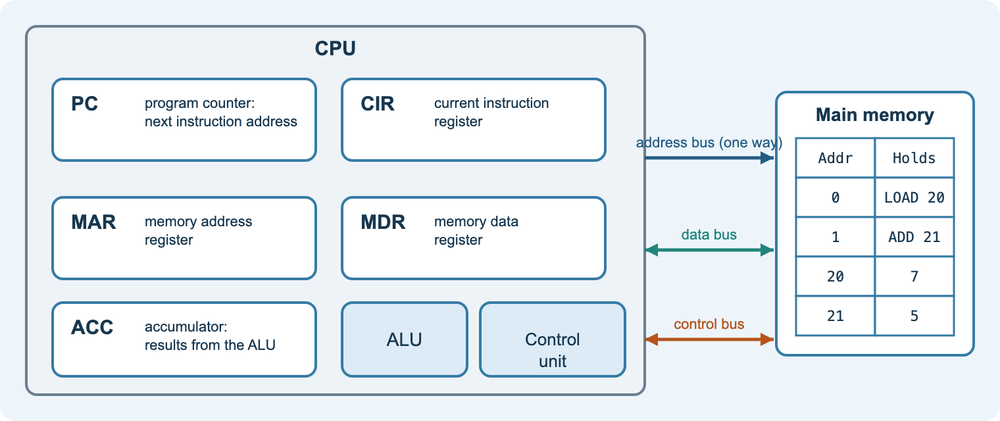 CPU
PC
program counter:
next instruction address
CIR
current instruction
register
MAR
memory address
register
MDR
memory data
register
ACC
accumulator:
results from the ALU
ALU
Control
unit
address bus (one way)
data bus
control bus
Main memory
Addr Holds
0 LOAD 20
1 ADD 21
20 7
21 5